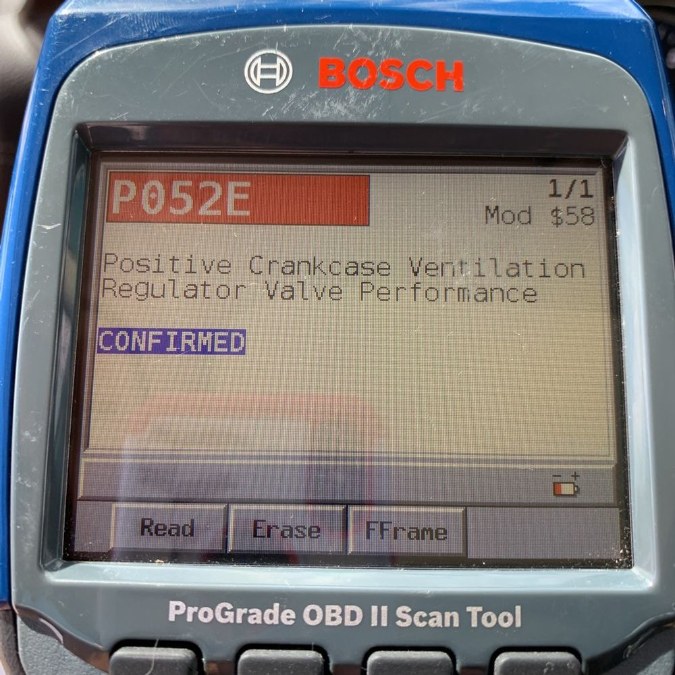 BOSCH
P052E
1/1
Mod $58
Positive Crankcase Ventilation
Regulator Valve Performance
CONFIRMED
- +
Read
Erase
FFrame
ProGrade OBD II Scan Tool